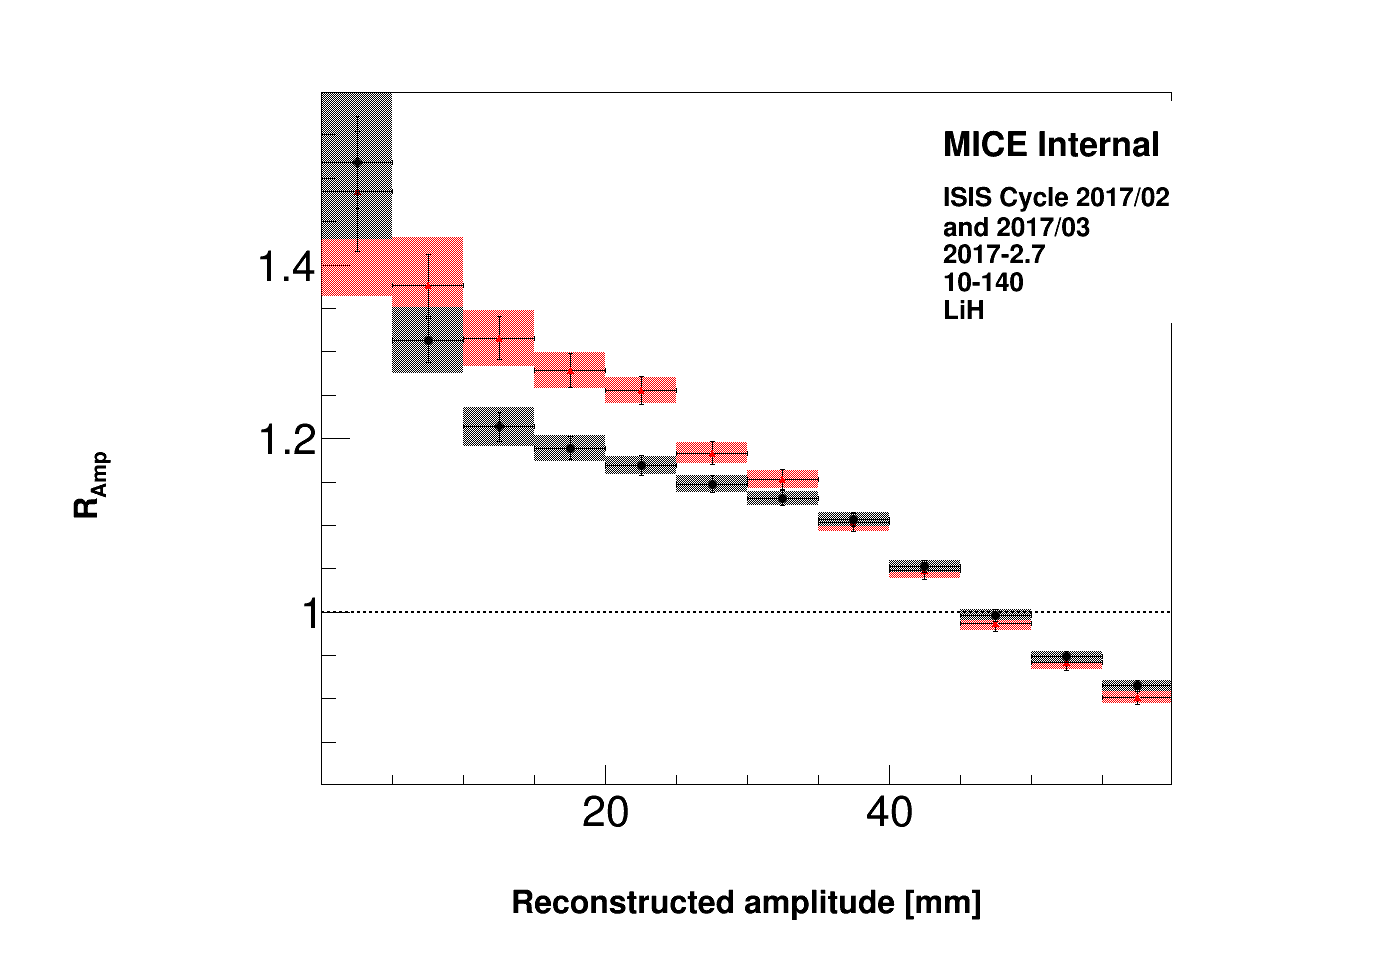 MICE Internal
ISIS Cycle 2017/02
and 2017/03
2017-2.7
10-140
LiH
1.4
1.2
1
R_Amp
20
40
Reconstructed amplitude [mm]